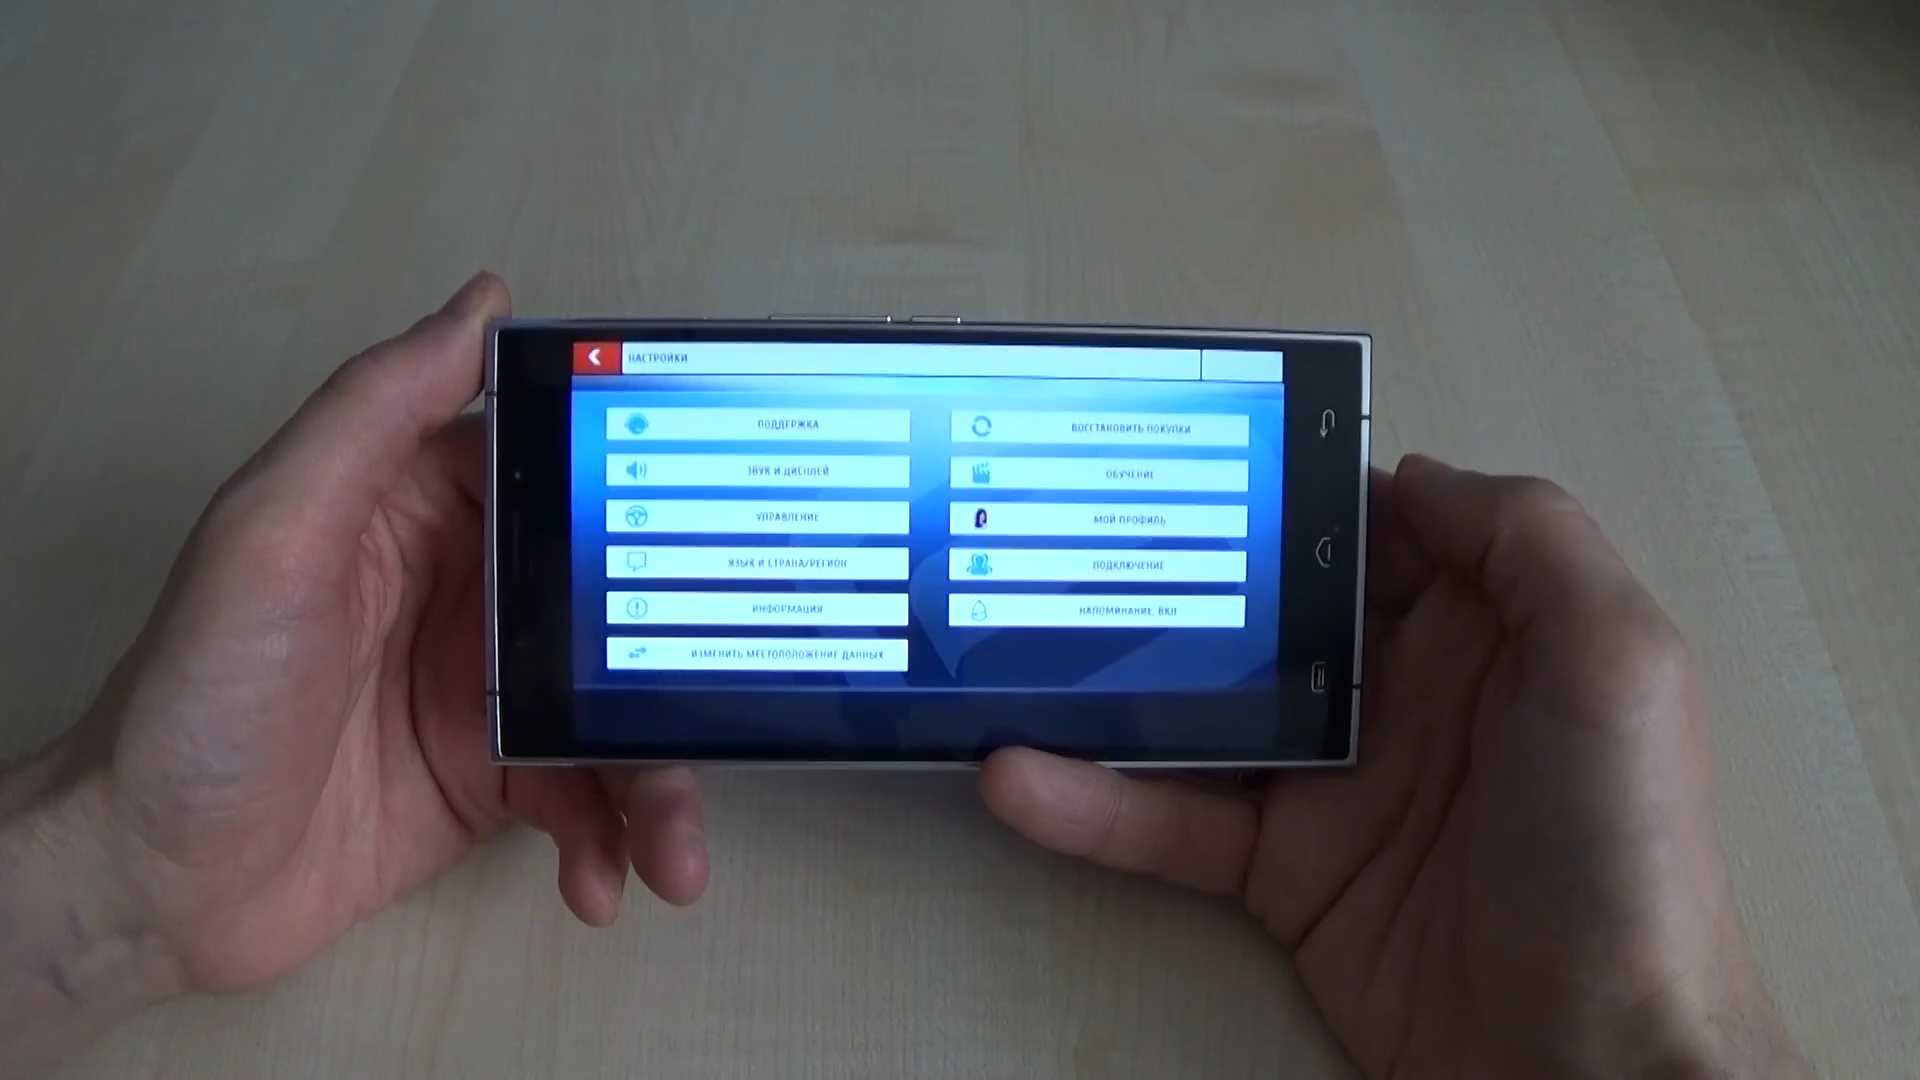 НАСТРОЙКИ
ПОДДЕРЖКА
ЗВУК И ДИСПЛЕЙ
УПРАВЛЕНИЕ
ЯЗЫК И СТРАНА/РЕГИОН
ИНФОРМАЦИЯ
ИЗМЕНИТЬ МЕСТОПОЛОЖЕНИЕ ДАННЫХ
ВОССТАНОВИТЬ ПОКУПКИ
ОБУЧЕНИЕ
МОЙ ПРОФИЛЬ
ПОДКЛЮЧЕНИЕ
НАПОМИНАНИЕ: ВКЛ